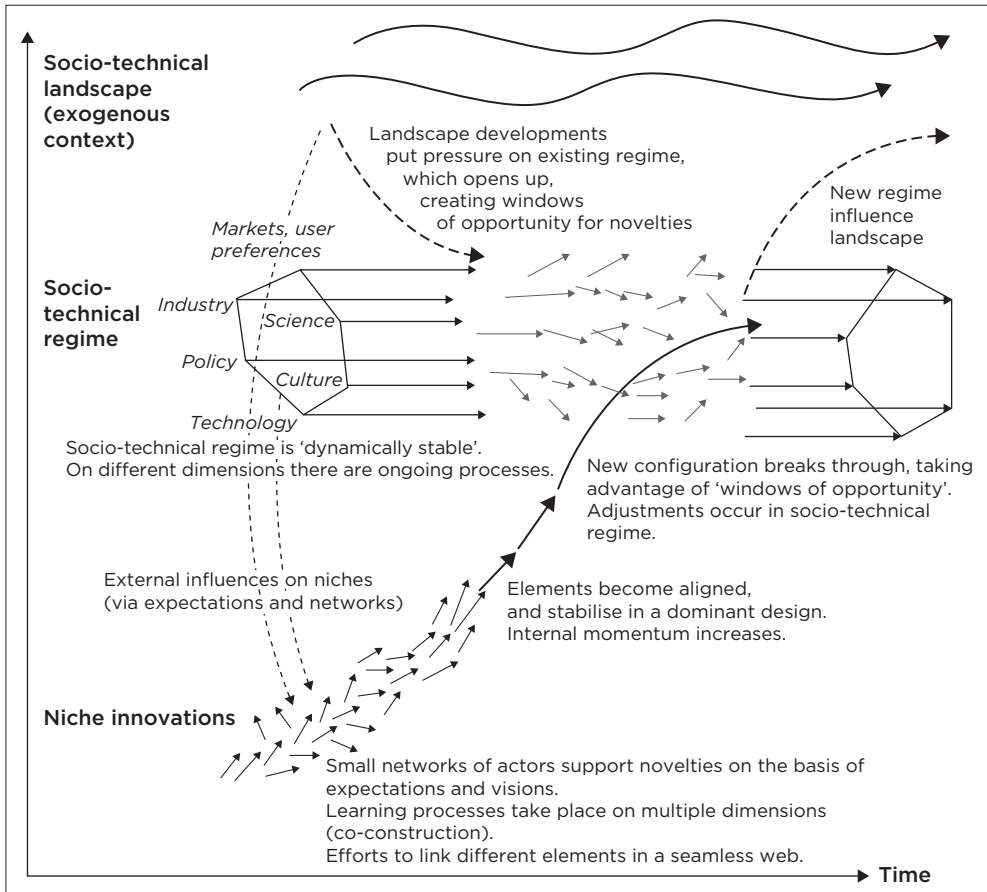 Socio-technical
landscape
(exogenous
context)
Landscape developments
put pressure on existing regime,
which opens up,
creating windows
of opportunity for novelties
New regime
influence
landscape
Markets, user
preferences
Socio-
technical
regime
Industry
Science
Policy
Culture
Technology
Socio-technical regime is ‘dynamically stable’.
On different dimensions there are ongoing processes.
New configuration breaks through, taking
advantage of ‘windows of opportunity’.
Adjustments occur in socio-technical
regime.
External influences on niches
(via expectations and networks)
Elements become aligned,
and stabilise in a dominant design.
Internal momentum increases.
Niche innovations
Small networks of actors support novelties on the basis of
expectations and visions.
Learning processes take place on multiple dimensions
(co-construction).
Efforts to link different elements in a seamless web.
Time